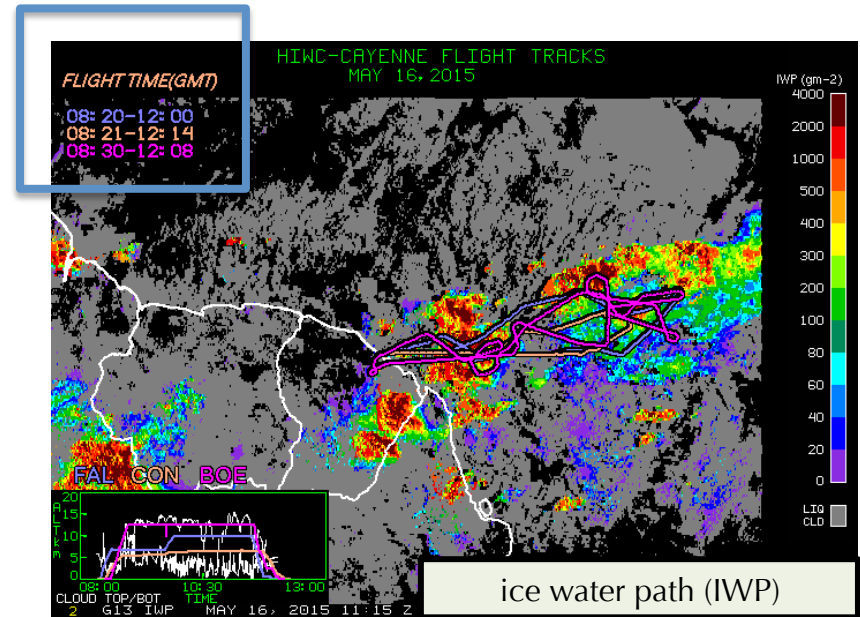 HIWC-CAYENNE FLIGHT TRACKS
MAY 16,2015
FLIGHT TIME(GMT)
08:20-12:00
08:21-12:14
08:30-12:08
IWP (gm-2)
4000
2000
1000
500
400
300
200
100
80
60
40
20
0
LIQ
CLD
FAL CON BOE
ALT km
20
15
10
5
0
08:00 10:30 13:00
CLOUD TOP/BOT TIME
2 G13 IWP MAY 16, 2015 11:15 Z
ice water path (IWP)